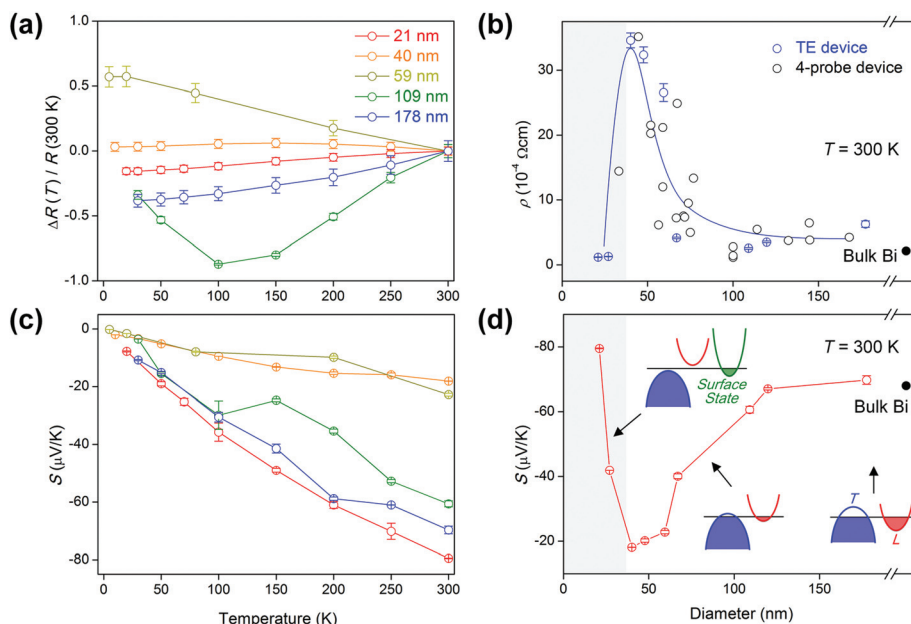 (a)
21 nm
40 nm
59 nm
109 nm
178 nm
ΔR (T) / R (300 K)
0.5
0.0
-0.5
-1.0
0 50 100 150 200 250 300
(b)
TE device
4-probe device
T = 300 K
Bulk Bi
ρ (10⁻⁴ Ωcm)
30
20
10
0
0 50 100 150
(c)
S (μV/K)
0
-20
-40
-60
-80
0 50 100 150 200 250 300
Temperature (K)
(d)
T = 300 K
Surface
State
Bulk Bi
T
L
S (μV/K)
-80
-60
-40
-20
0 50 100 150
Diameter (nm)